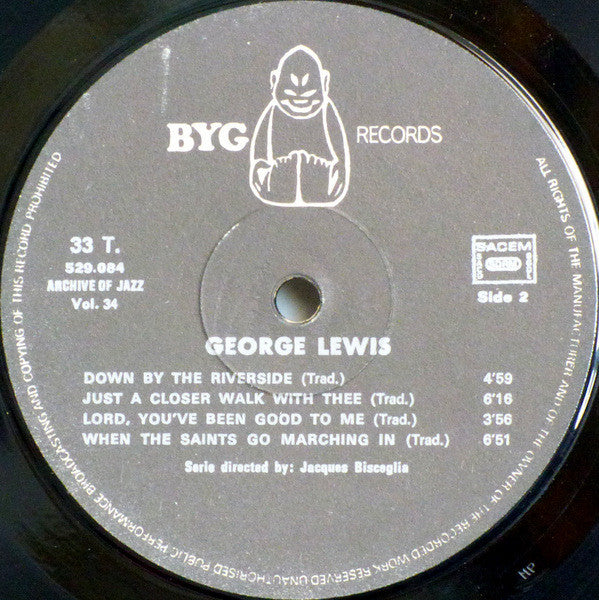 BYG RECORDS
33 T.
529.084
ARCHIVE OF JAZZ
Vol. 34
SACEM
Side 2
GEORGE LEWIS
DOWN BY THE RIVERSIDE (Trad.) 4'59
JUST A CLOSER WALK WITH THEE (Trad.) 6'16
LORD, YOU'VE BEEN GOOD TO ME (Trad.) 3'56
WHEN THE SAINTS GO MARCHING IN (Trad.) 6'51
Serie directed by: Jacques Bisceglia
ALL RIGHTS OF THE MANUFACTURER AND OF THE OWNER OF THE RECORDED WORK RESERVED UNAUTHORISED PUBLIC PERFORMANCE BROADCASTING AND COPYING OF THIS RECORD PROHIBITED